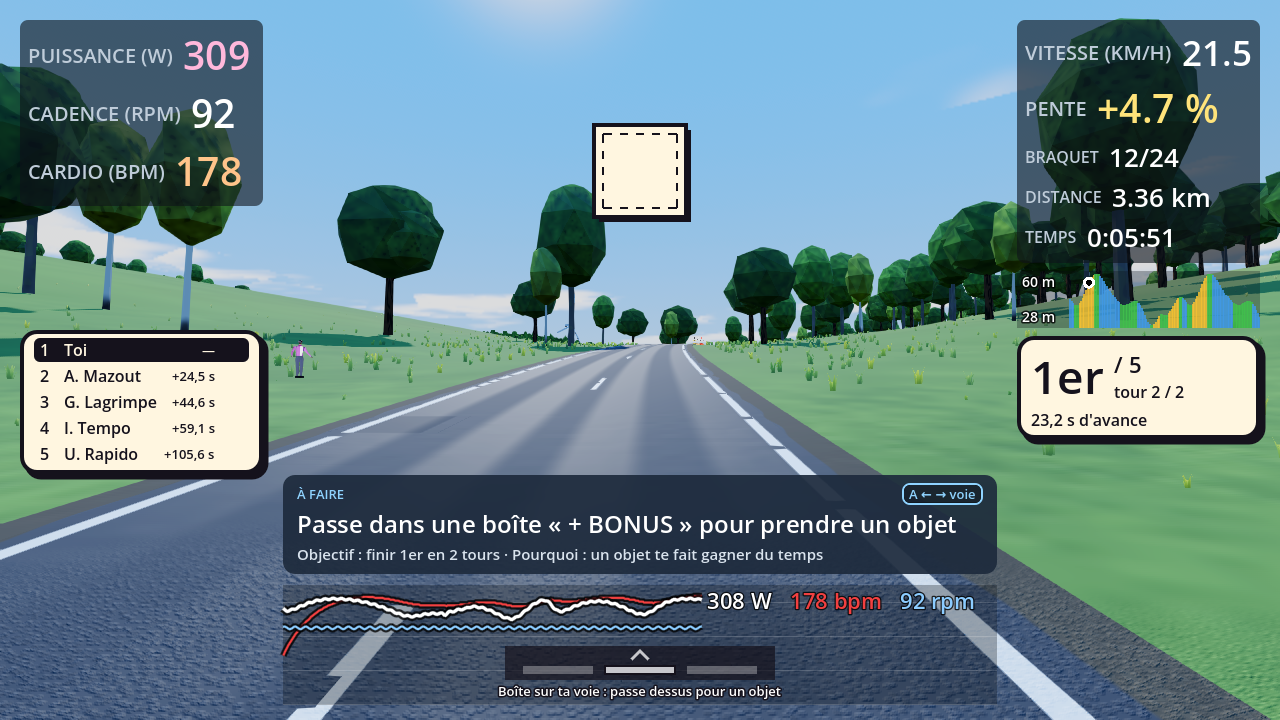 PUISSANCE (W) 309
CADENCE (RPM) 92
CARDIO (BPM) 178
VITESSE (KM/H) 21.5
PENTE +4.7 %
BRAQUET 12/24
DISTANCE 3.36 km
TEMPS 0:05:51
60 m
28 m
1 Toi —
2 A. Mazout +24,5 s
3 G. Lagrimpe +44,6 s
4 I. Tempo +59,1 s
5 U. Rapido +105,6 s
1er / 5
tour 2 / 2
23,2 s d'avance
À FAIRE
A ← → voie
Passe dans une boîte « + BONUS » pour prendre un objet
Objectif : finir 1er en 2 tours · Pourquoi : un objet te fait gagner du temps
308 W 178 bpm 92 rpm
Boîte sur ta voie : passe dessus pour un objet